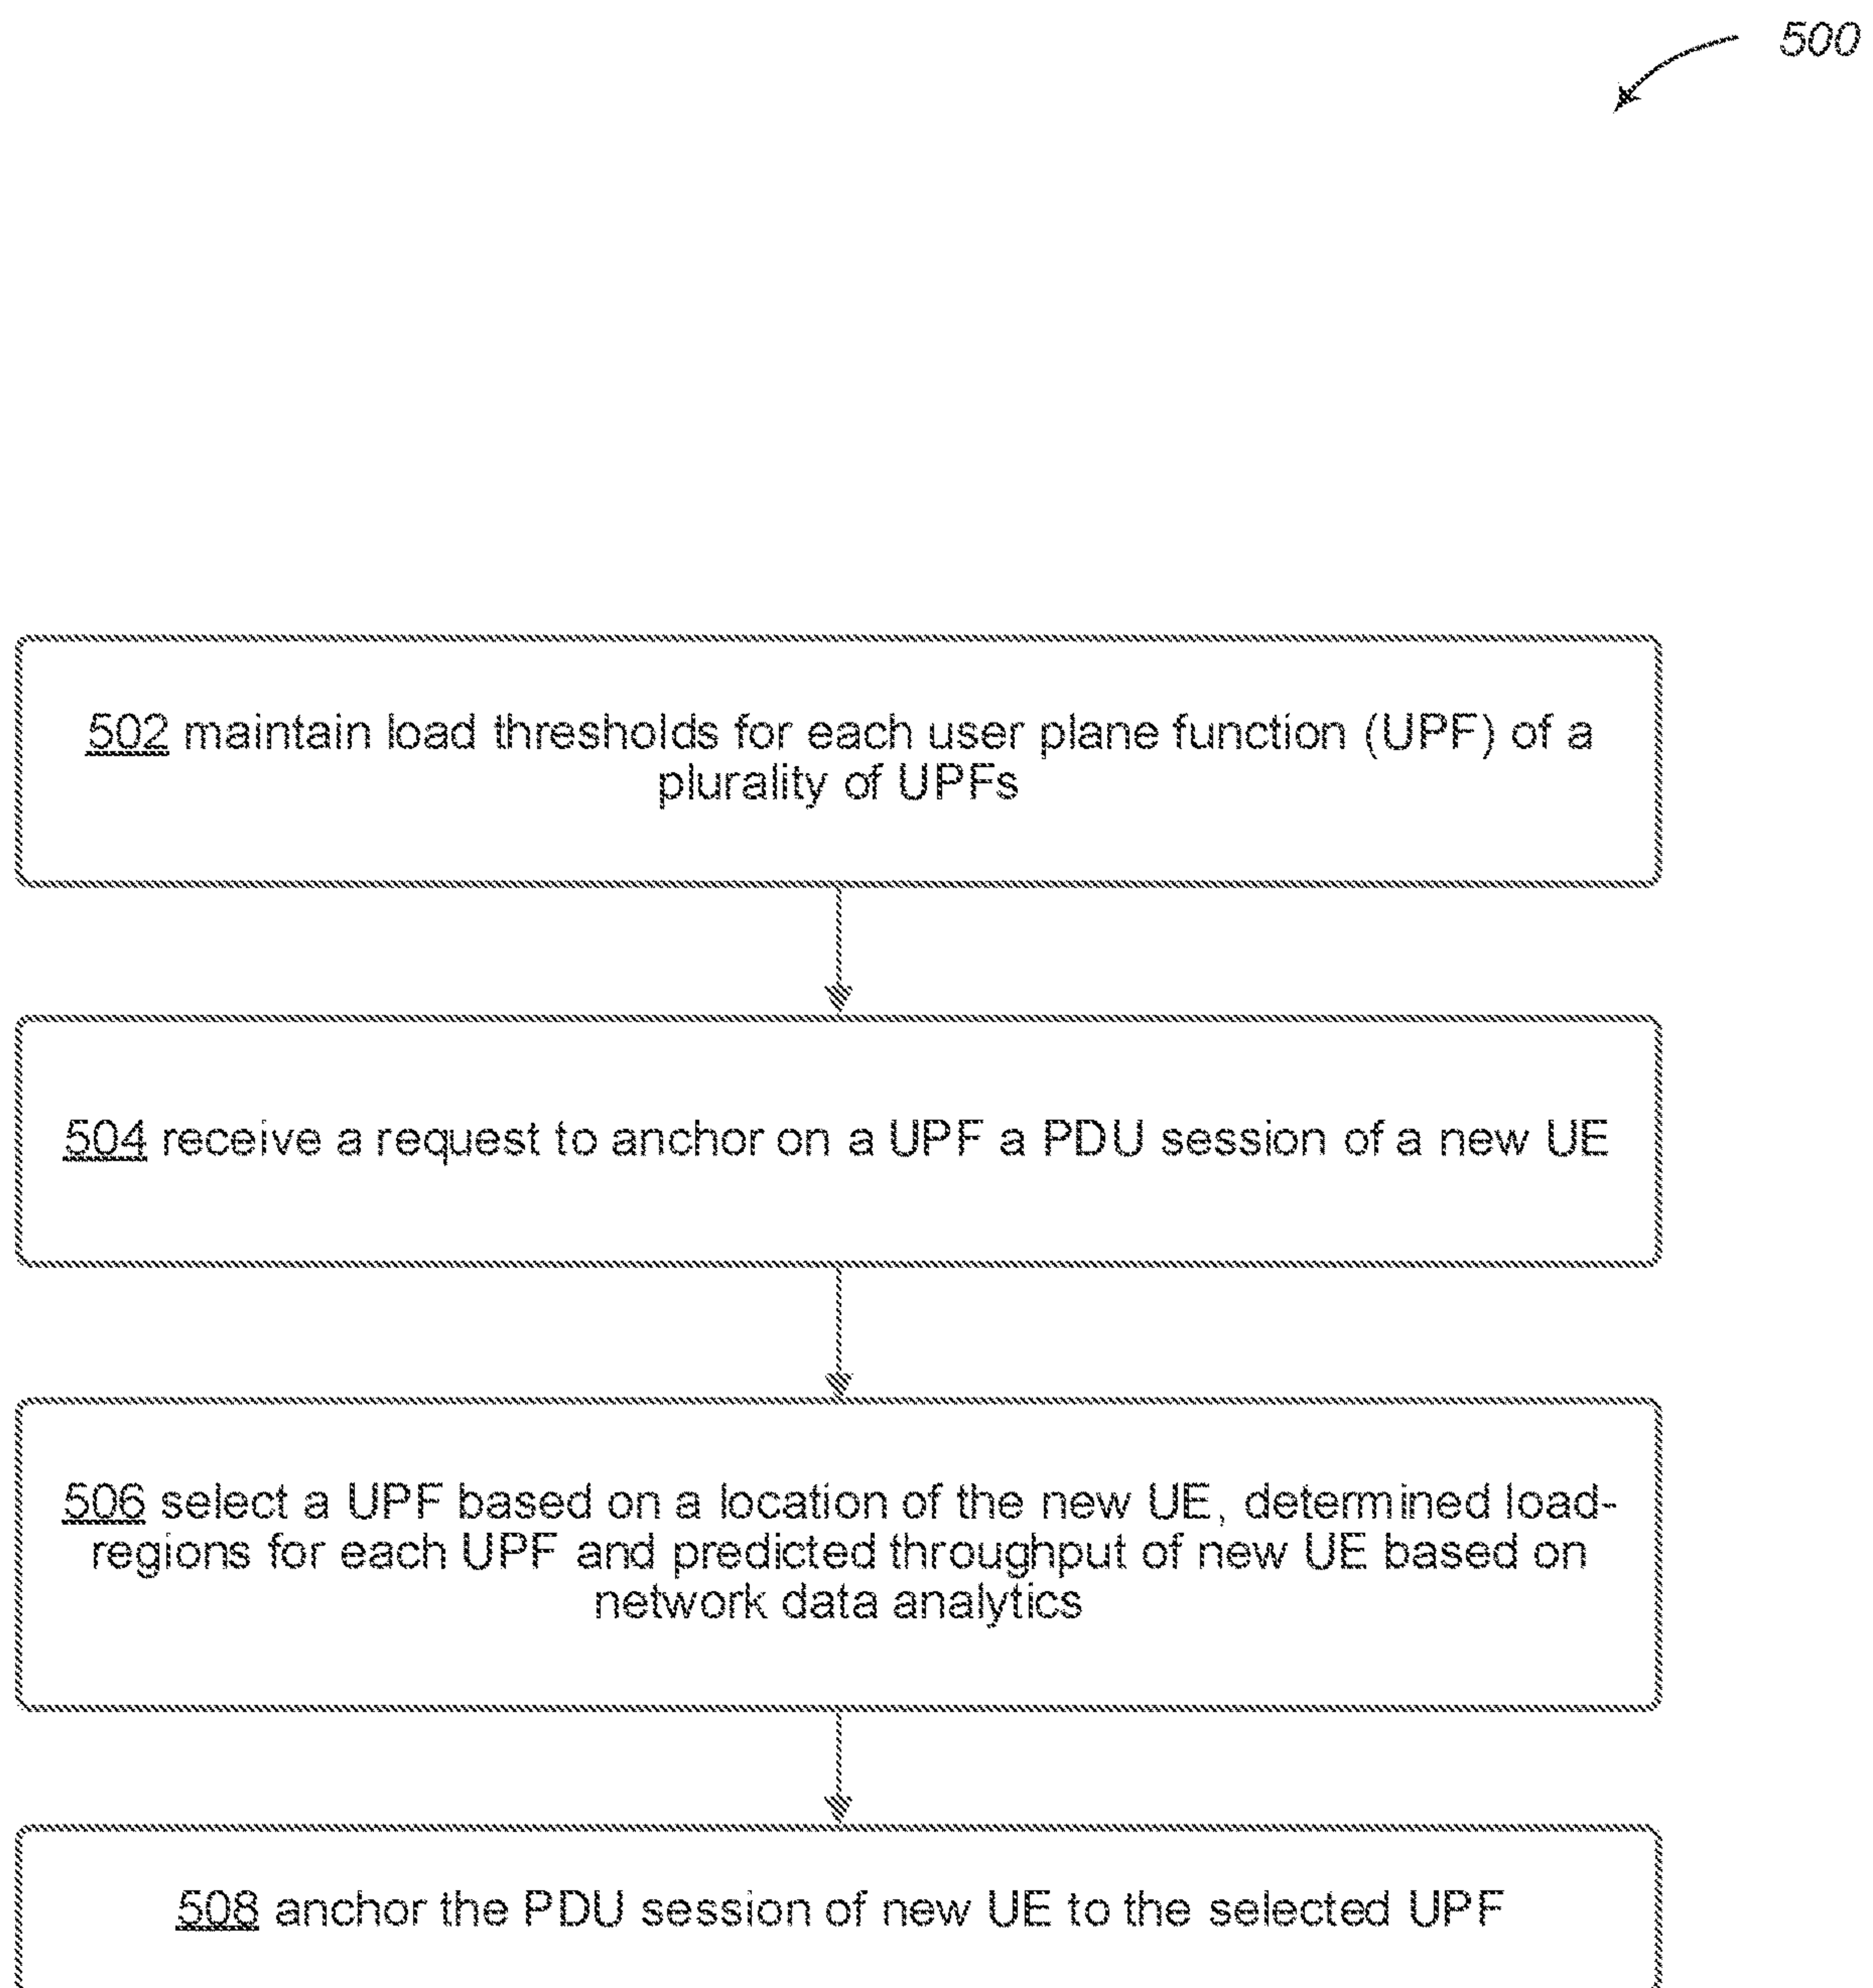 500
502 maintain load thresholds for each user plane function (UPF) of a
plurality of UPFs
504 receive a request to anchor on a UPF a PDU session of a new UE
506 select a UPF based on a location of the new UE, determined load-
regions for each UPF and predicted throughput of new UE based on
network data analytics
508 anchor the PDU session of new UE to the selected UPF